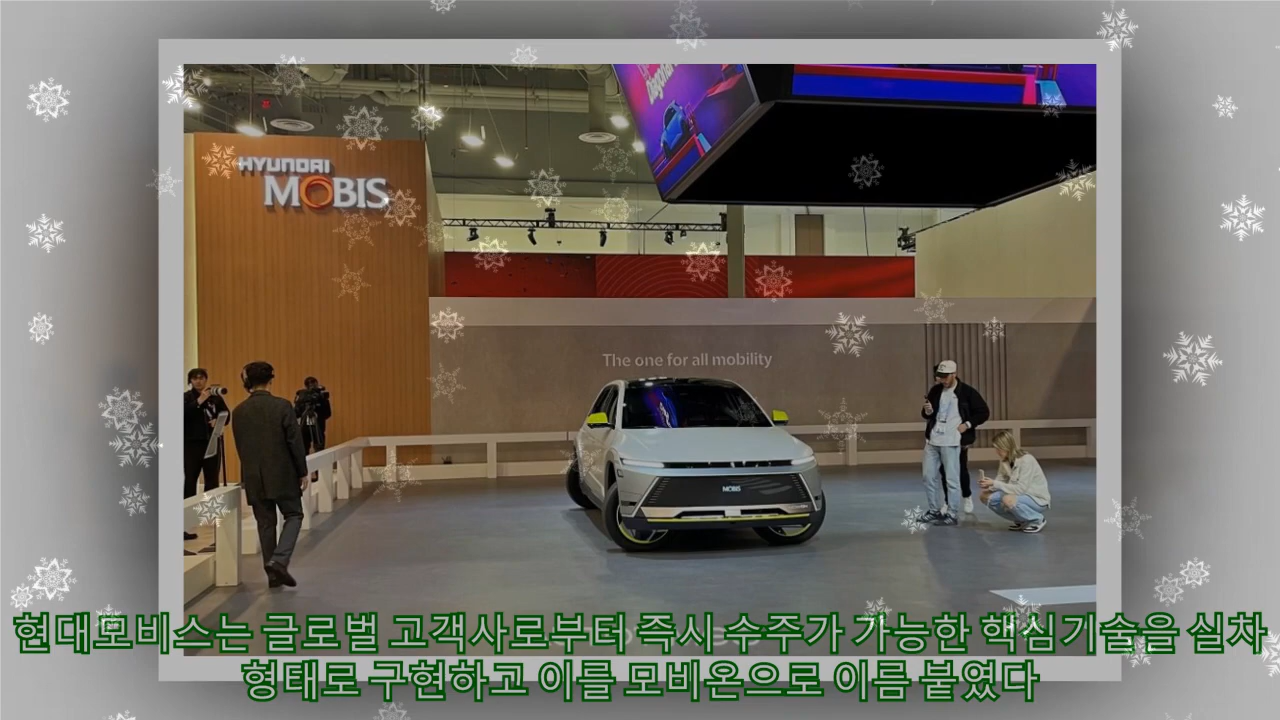 HYUNDAI
MOBIS
The one for all mobility
MOBIS
현대모비스는 글로벌 고객사로부터 즉시 수주가 가능한 핵심기술을 실차
형태로 구현하고 이를 모비온으로 이름 붙였다